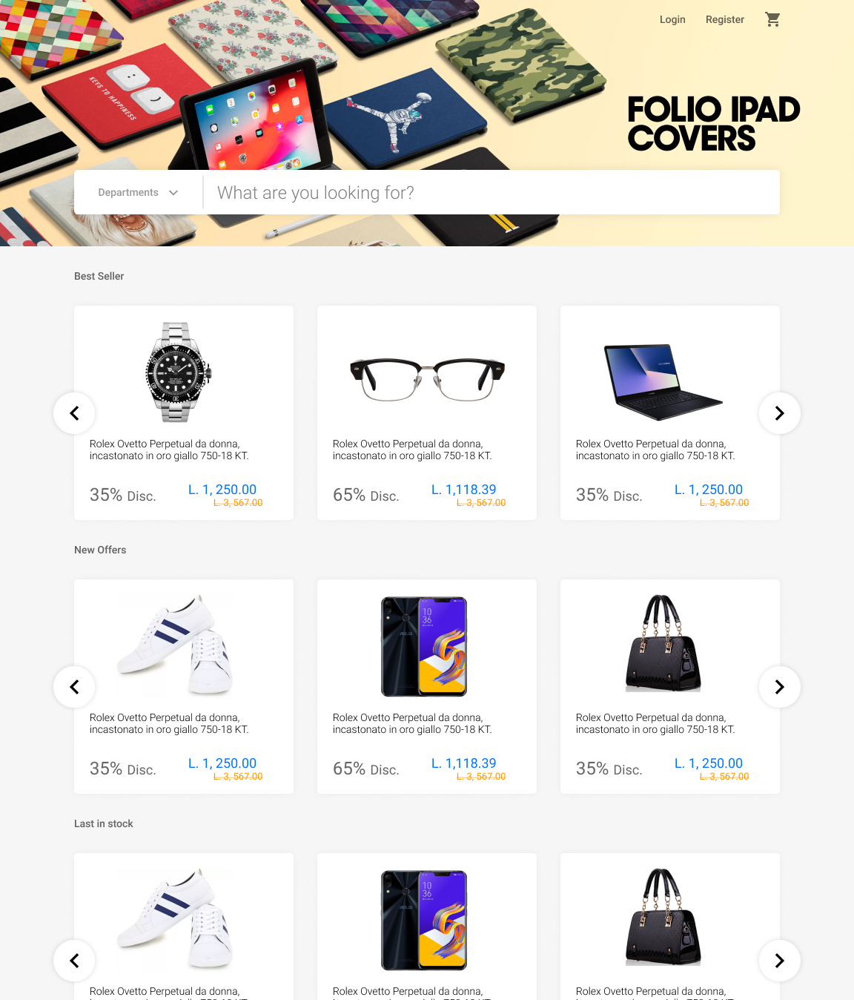 Login Register
KEYS TO HAPPINESS
FOLIO IPAD
COVERS
Departments What are you looking for?
Best Seller
Rolex Ovetto Perpetual da donna,
incastonato in oro giallo 750-18 KT.
35% Disc. L. 1, 250.00
L. 3, 567.00
Rolex Ovetto Perpetual da donna,
incastonato in oro giallo 750-18 KT.
65% Disc. L. 1,118.39
L. 3, 567.00
Rolex Ovetto Perpetual da donna,
incastonato in oro giallo 750-18 KT.
35% Disc. L. 1, 250.00
L. 3, 567.00
New Offers
Rolex Ovetto Perpetual da donna,
incastonato in oro giallo 750-18 KT.
35% Disc. L. 1, 250.00
L. 3, 567.00
10
36
ASUS
Rolex Ovetto Perpetual da donna,
incastonato in oro giallo 750-18 KT.
65% Disc. L. 1,118.39
L. 3, 567.00
Rolex Ovetto Perpetual da donna,
incastonato in oro giallo 750-18 KT.
35% Disc. L. 1, 250.00
L. 3, 567.00
Last in stock
Rolex Ovetto Perpetual da donna,
10
36
ASUS
Rolex Ovetto Perpetual da donna,
Rolex Ovetto Perpetual da donna,